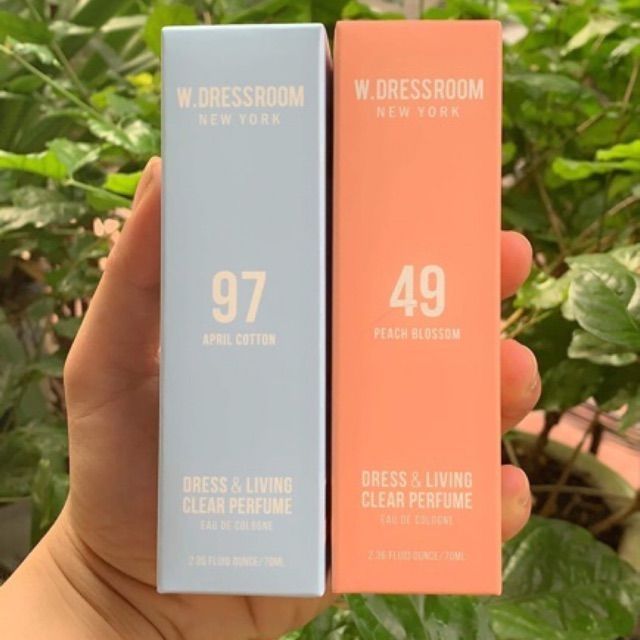 W.DRESSROOM
NEW YORK
97
APRIL COTTON
DRESS & LIVING
CLEAR PERFUME
EAU DE COLOGNE
2.36 FLUID OUNCE/70ML
W.DRESSROOM
NEW YORK
49
PEACH BLOSSOM
DRESS & LIVING
CLEAR PERFUME
EAU DE COLOGNE
2.36 FLUID OUNCE/70ML